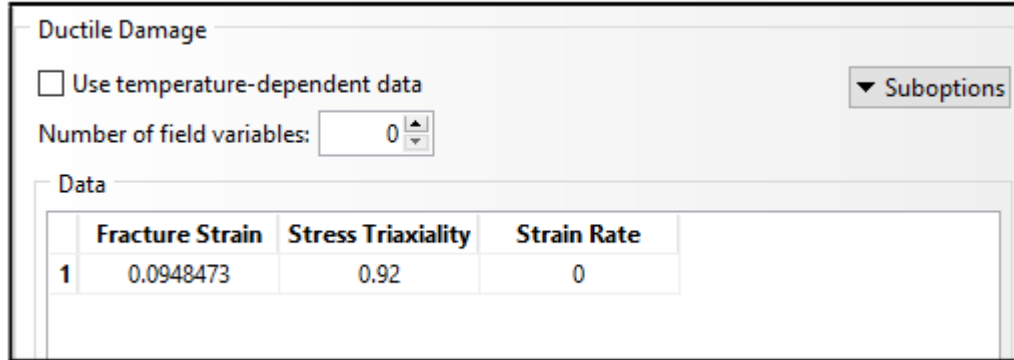 Ductile Damage
Use temperature-dependent data
Suboptions
Number of field variables: 0
Data
Fracture Strain Stress Triaxiality Strain Rate
1 0.0948473 0.92 0